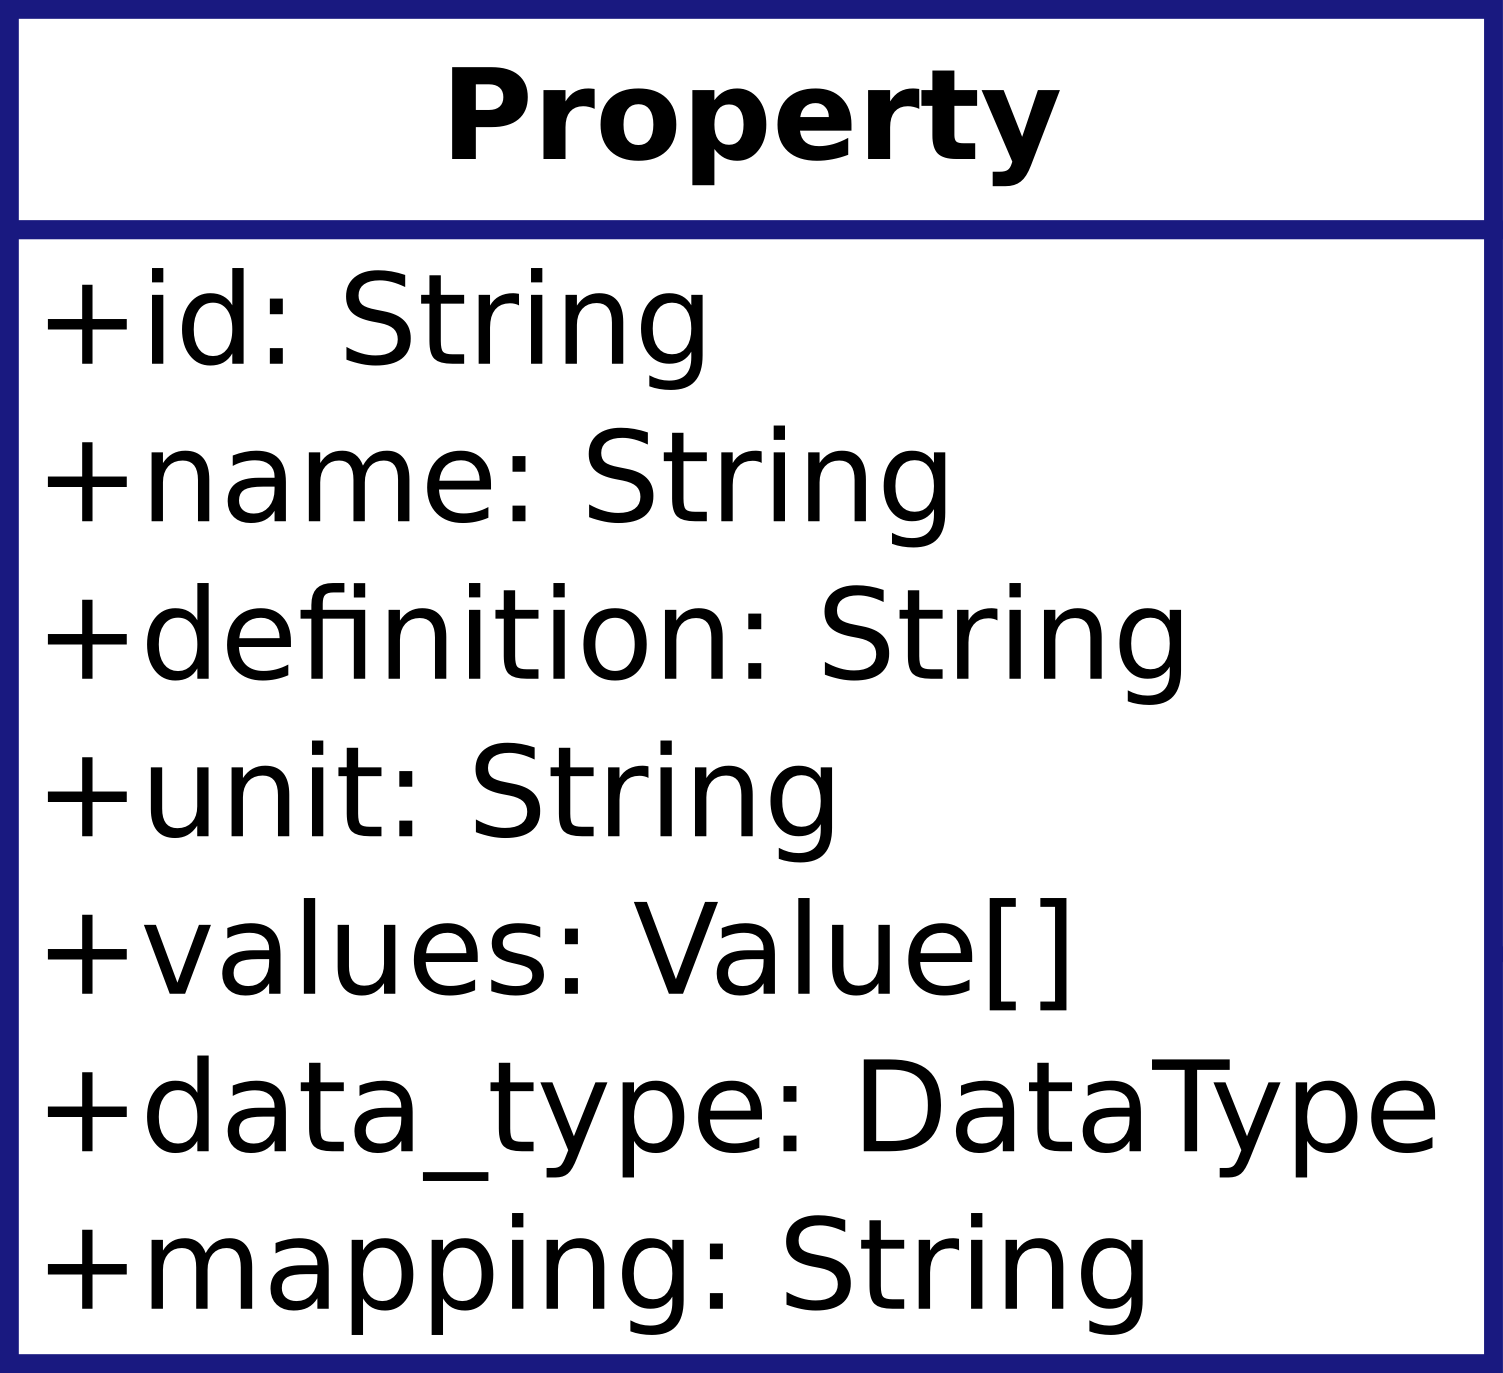 Property
+id: String
+name: String
+definition: String
+unit: String
+values: Value[]
+data_type: DataType
+mapping: String